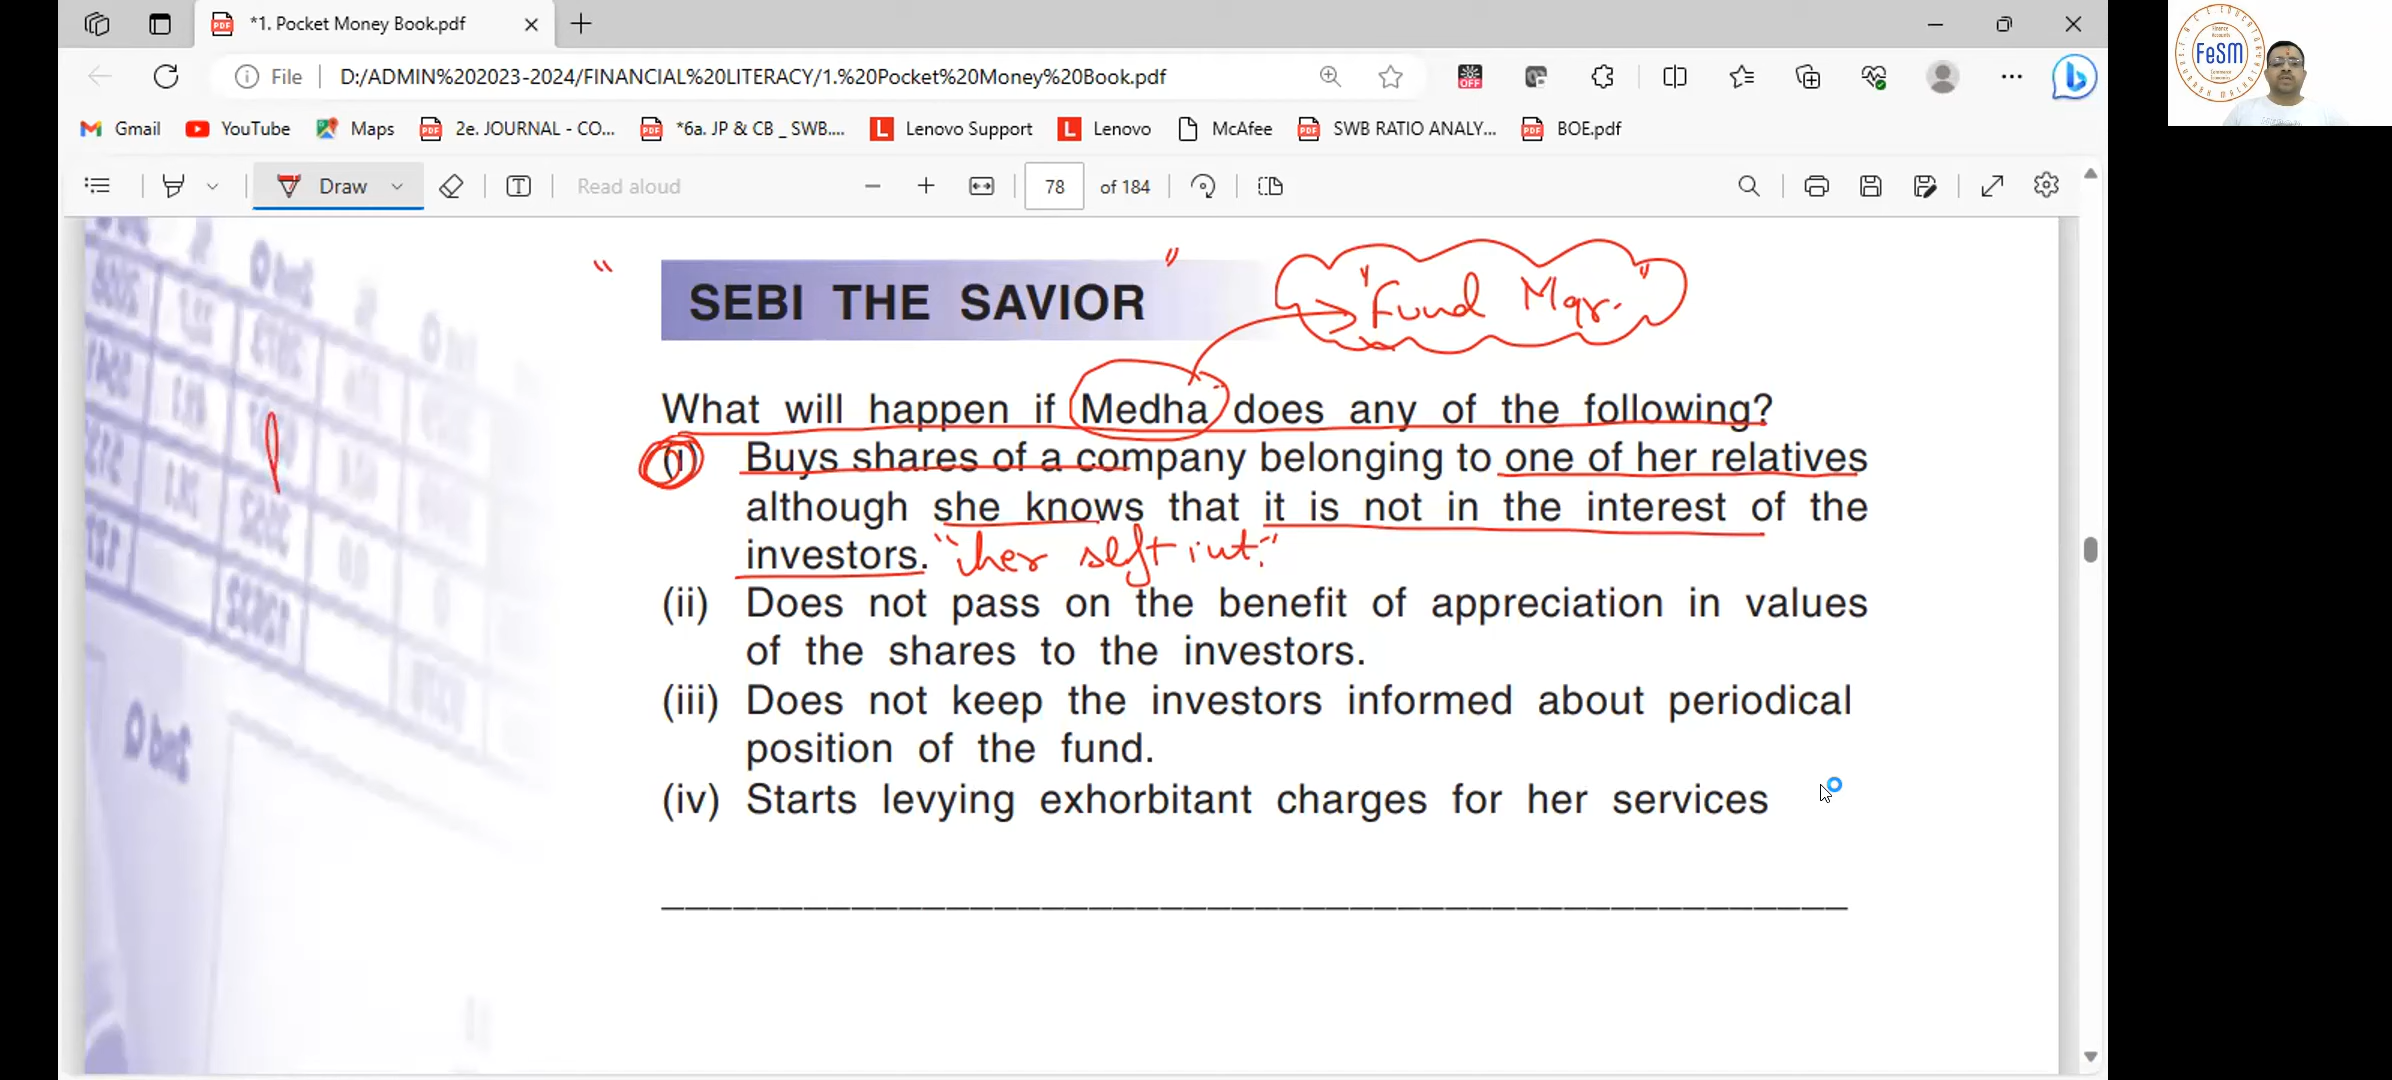 *1. Pocket Money Book.pdf
File D:/ADMIN%202023-2024/FINANCIAL%20LITERACY/1.%20Pocket%20Money%20Book.pdf
OFF
Gmail YouTube Maps 2e. JOURNAL - CO... *6a. JP & CB _ SWB.... Lenovo Support Lenovo McAfee SWB RATIO ANALY... BOE.pdf
Draw Read aloud 78 of 184
FeSM
SEBI THE SAVIOR
"Fund Mgr."
What will happen if Medha does any of the following?
(i) Buys shares of a company belonging to one of her relatives
although she knows that it is not in the interest of the
investors. "her self int."
(ii) Does not pass on the benefit of appreciation in values
of the shares to the investors.
(iii) Does not keep the investors informed about periodical
position of the fund.
(iv) Starts levying exhorbitant charges for her services
2nd Q